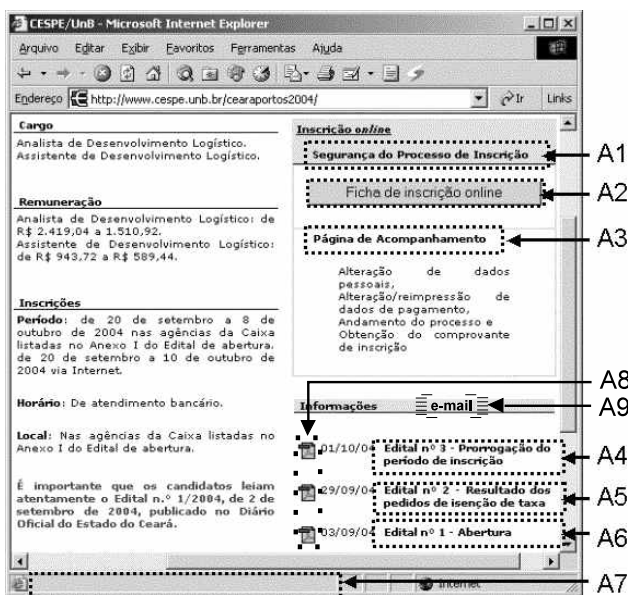 CESPE/UnB - Microsoft Internet Explorer
Arquivo Editar Exibir Favoritos Ferramentas Ajuda
Endereço http://www.cespe.unb.br/cearaportos2004/ Ir Links
Cargo
Analista de Desenvolvimento Logístico.
Assistente de Desenvolvimento Logístico.
Remuneração
Analista de Desenvolvimento Logístico: de
R$ 2.419,04 a 1.510,92.
Assistente de Desenvolvimento Logístico:
de R$ 943,72 a R$ 589,44.
Inscrições
Período: de 20 de setembro a 8 de
outubro de 2004 nas agências da Caixa
listadas no Anexo I do Edital de abertura.
de 20 de setembro a 10 de outubro de
2004 via Internet.
Horário: De atendimento bancário.
Local: Nas agências da Caixa listadas no
Anexo I do Edital de abertura.
É importante que os candidatos leiam
atentamente o Edital n.º 1/2004, de 2 de
setembro de 2004, publicado no Diário
Oficial do Estado do Ceará.
Inscrição online
Segurança do Processo de Inscrição
A1
Ficha de inscrição online
A2
Página de Acompanhamento
A3
Alteração de dados
pessoais,
Alteração/reimpressão de
dados de pagamento,
Andamento do processo e
Obtenção do comprovante
de inscrição
A8
Informações e-mail
A9
01/10/04 Edital nº 3 - Prorrogação do
período de inscrição
A4
29/09/04 Edital nº 2 - Resultado dos
pedidos de isenção de taxa
A5
03/09/04 Edital nº 1 - Abertura
A6
Internet
A7